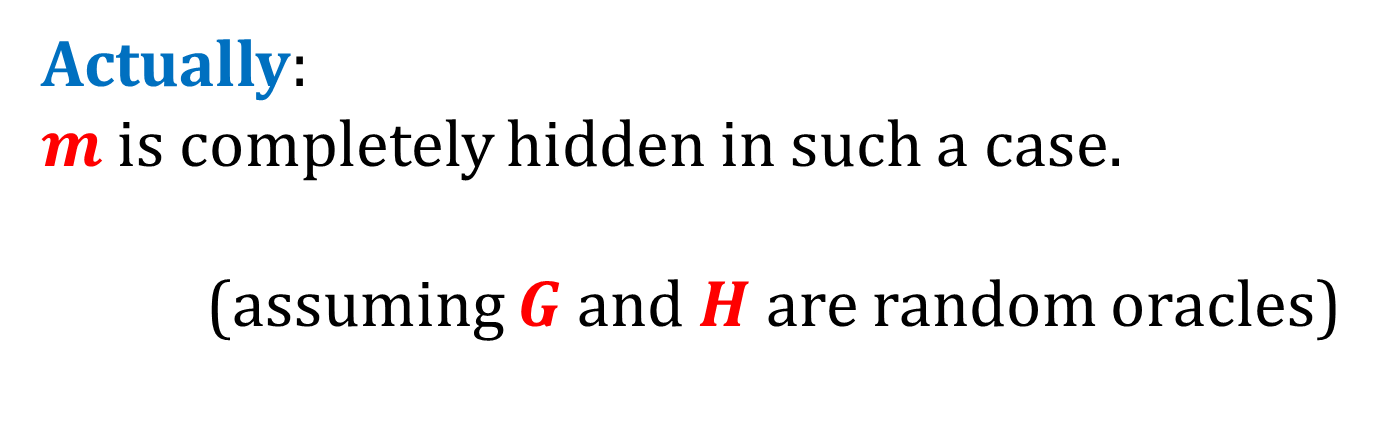 Actually:
m is completely hidden in such a case.
(assuming G and H are random oracles)